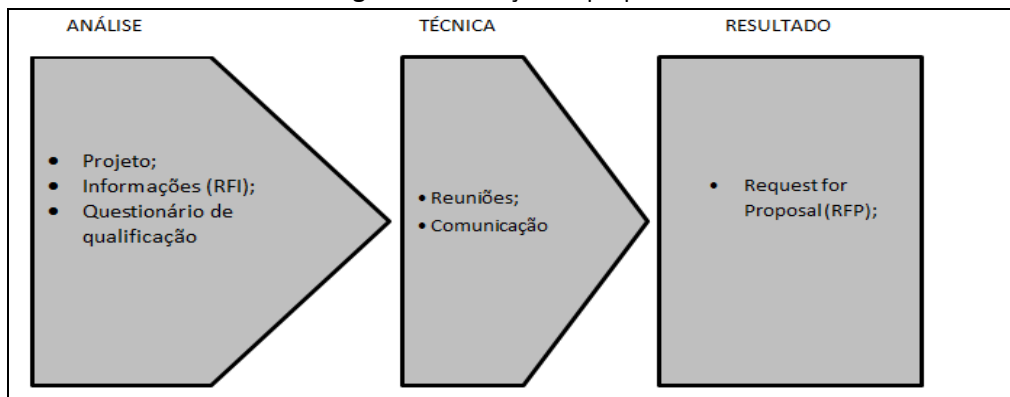 ANÁLISE
TÉCNICA
RESULTADO
• Projeto;
• Informações (RFI);
• Questionário de
qualificação
• Reuniões;
• Comunicação
• Request for
Proposal (RFP);